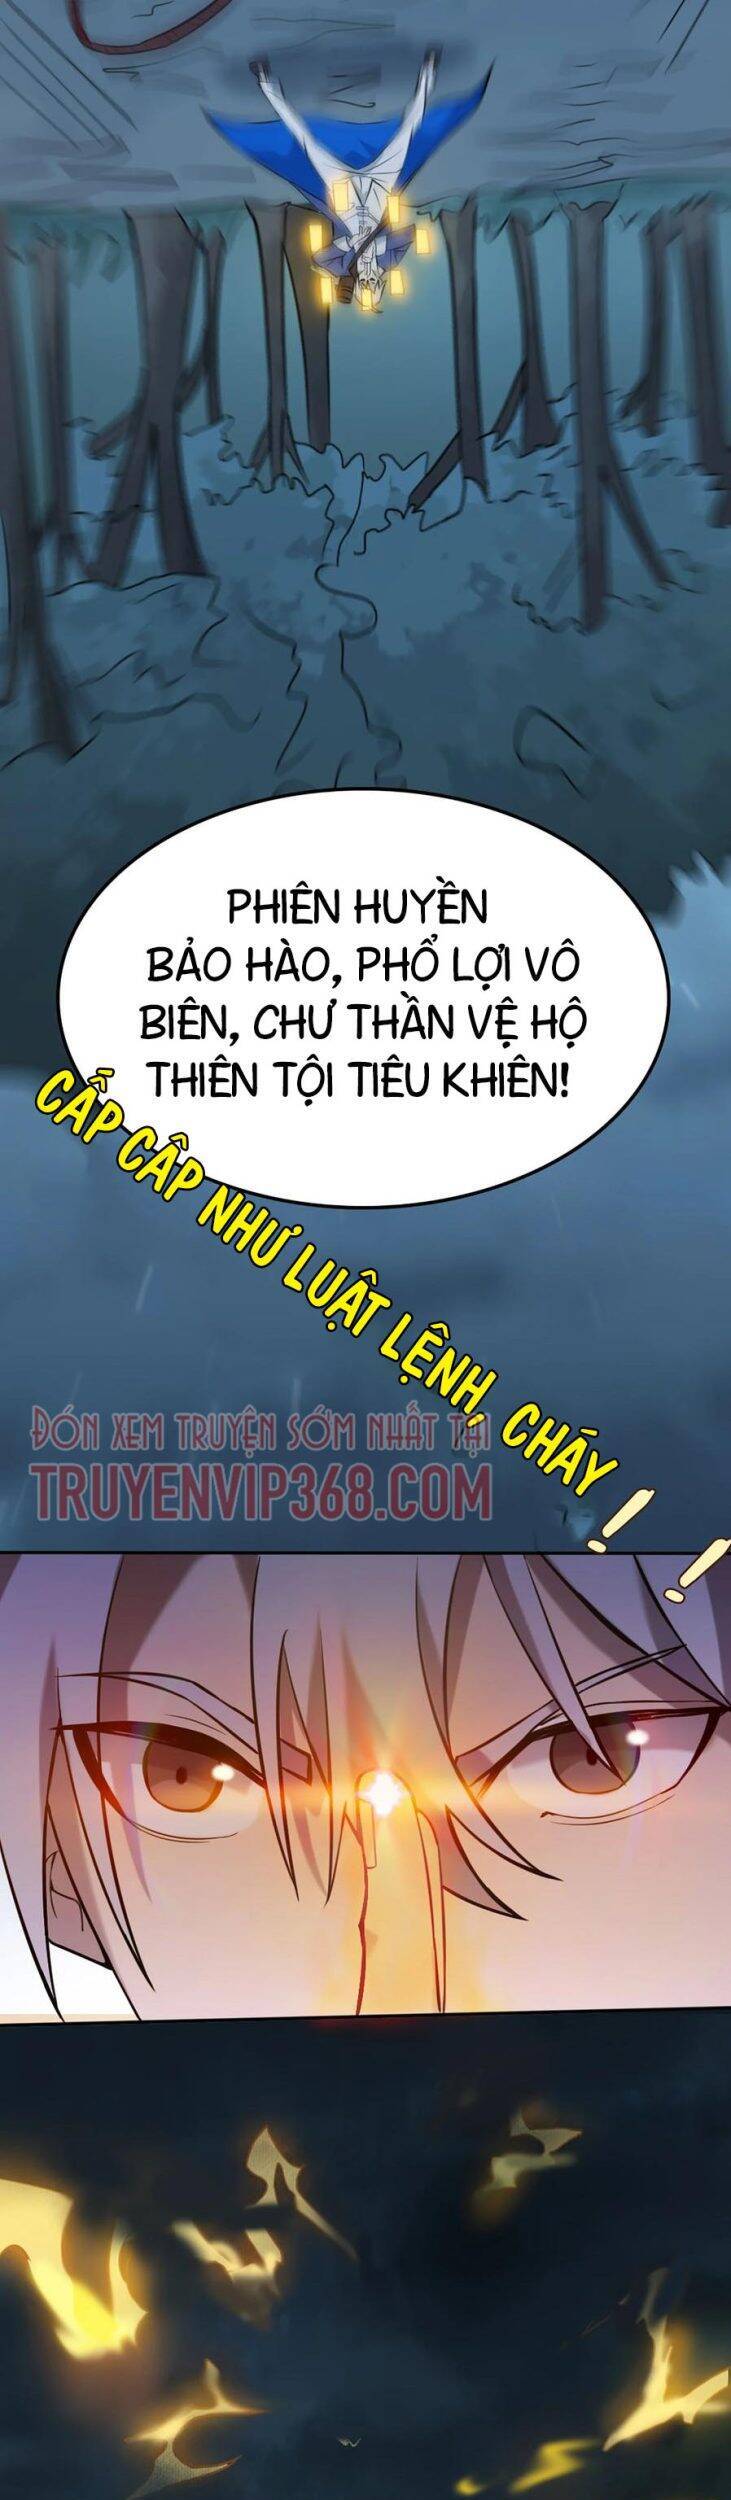 PHIÊN HUYỀN
BẢO HÀO, PHỔ LỢI VÔ
BIÊN, CHƯ THẦN VỆ HỘ
THIÊN TỘI TIÊU KHIÊN!
CẤP CẤP NHƯ LUẬT LỆNH, CHÁY !!
ĐÓN XEM TRUYỆN SỚM NHẤT TẠI
TRUYENVIP368.COM